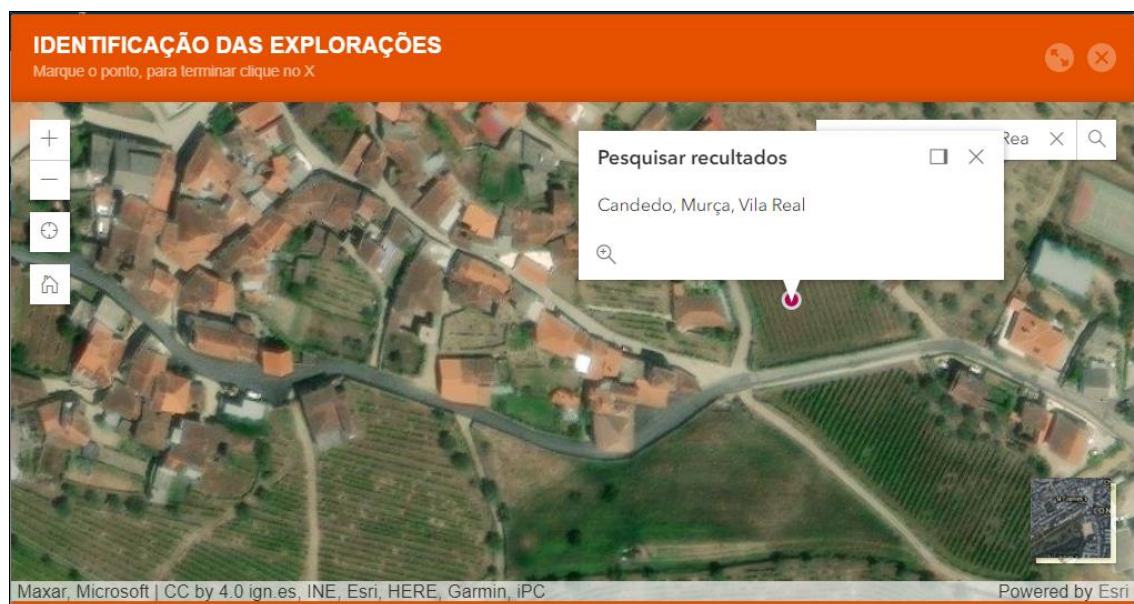 IDENTIFICAÇÃO DAS EXPLORAÇÕES
Marque o ponto, para terminar clique no X
Rea
Pesquisar recultados
Candedo, Murça, Vila Real
Maxar, Microsoft | CC by 4.0 ign.es, INE, Esri, HERE, Garmin, iPC
Powered by Esri